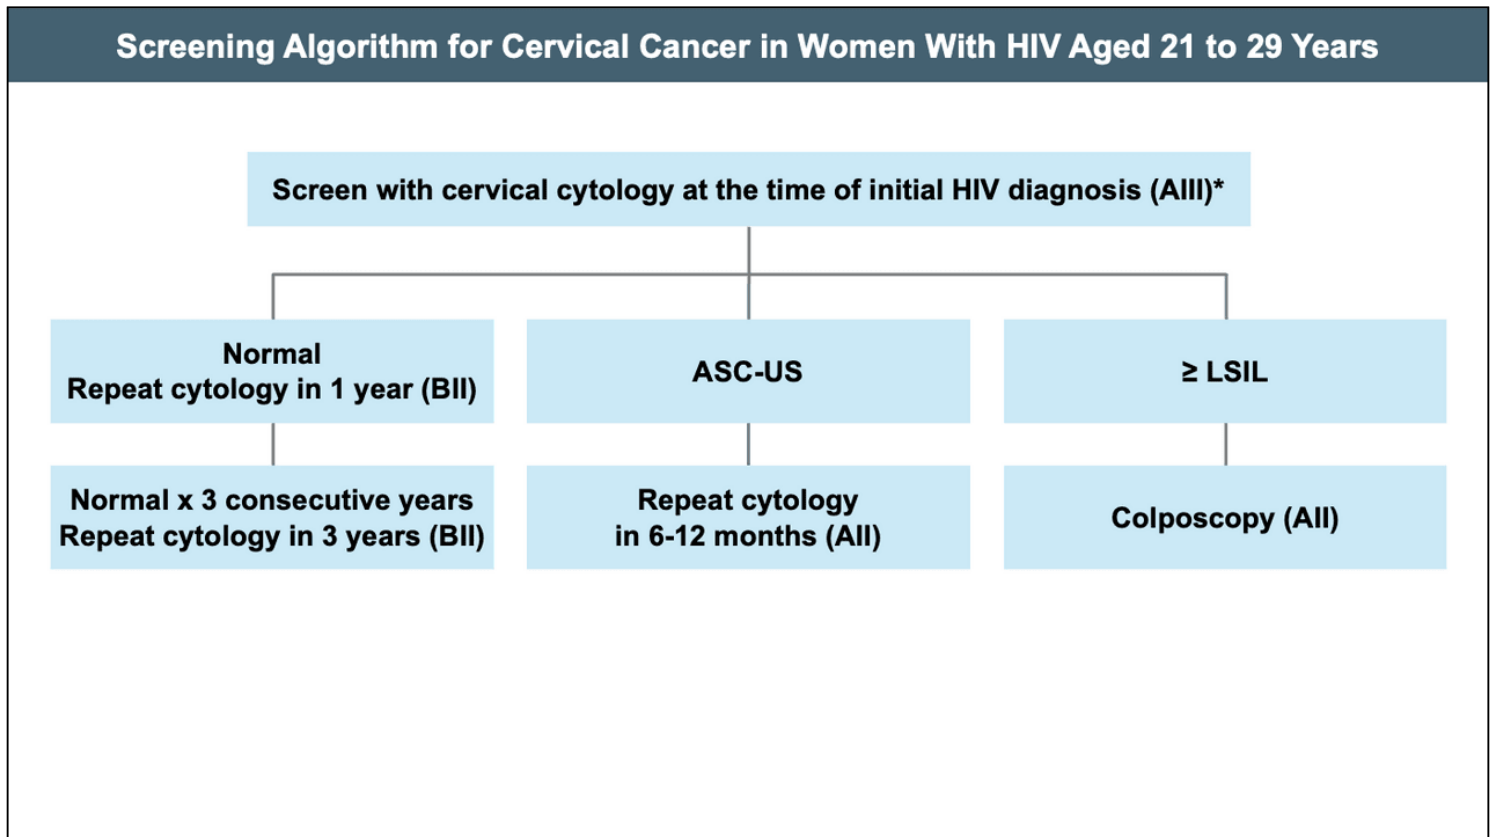 Screening Algorithm for Cervical Cancer in Women With HIV Aged 21 to 29 Years
Screen with cervical cytology at the time of initial HIV diagnosis (AIII)*
Normal
Repeat cytology in 1 year (BII)
ASC-US
≥ LSIL
Normal x 3 consecutive years
Repeat cytology in 3 years (BII)
Repeat cytology
in 6-12 months (AII)
Colposcopy (AII)